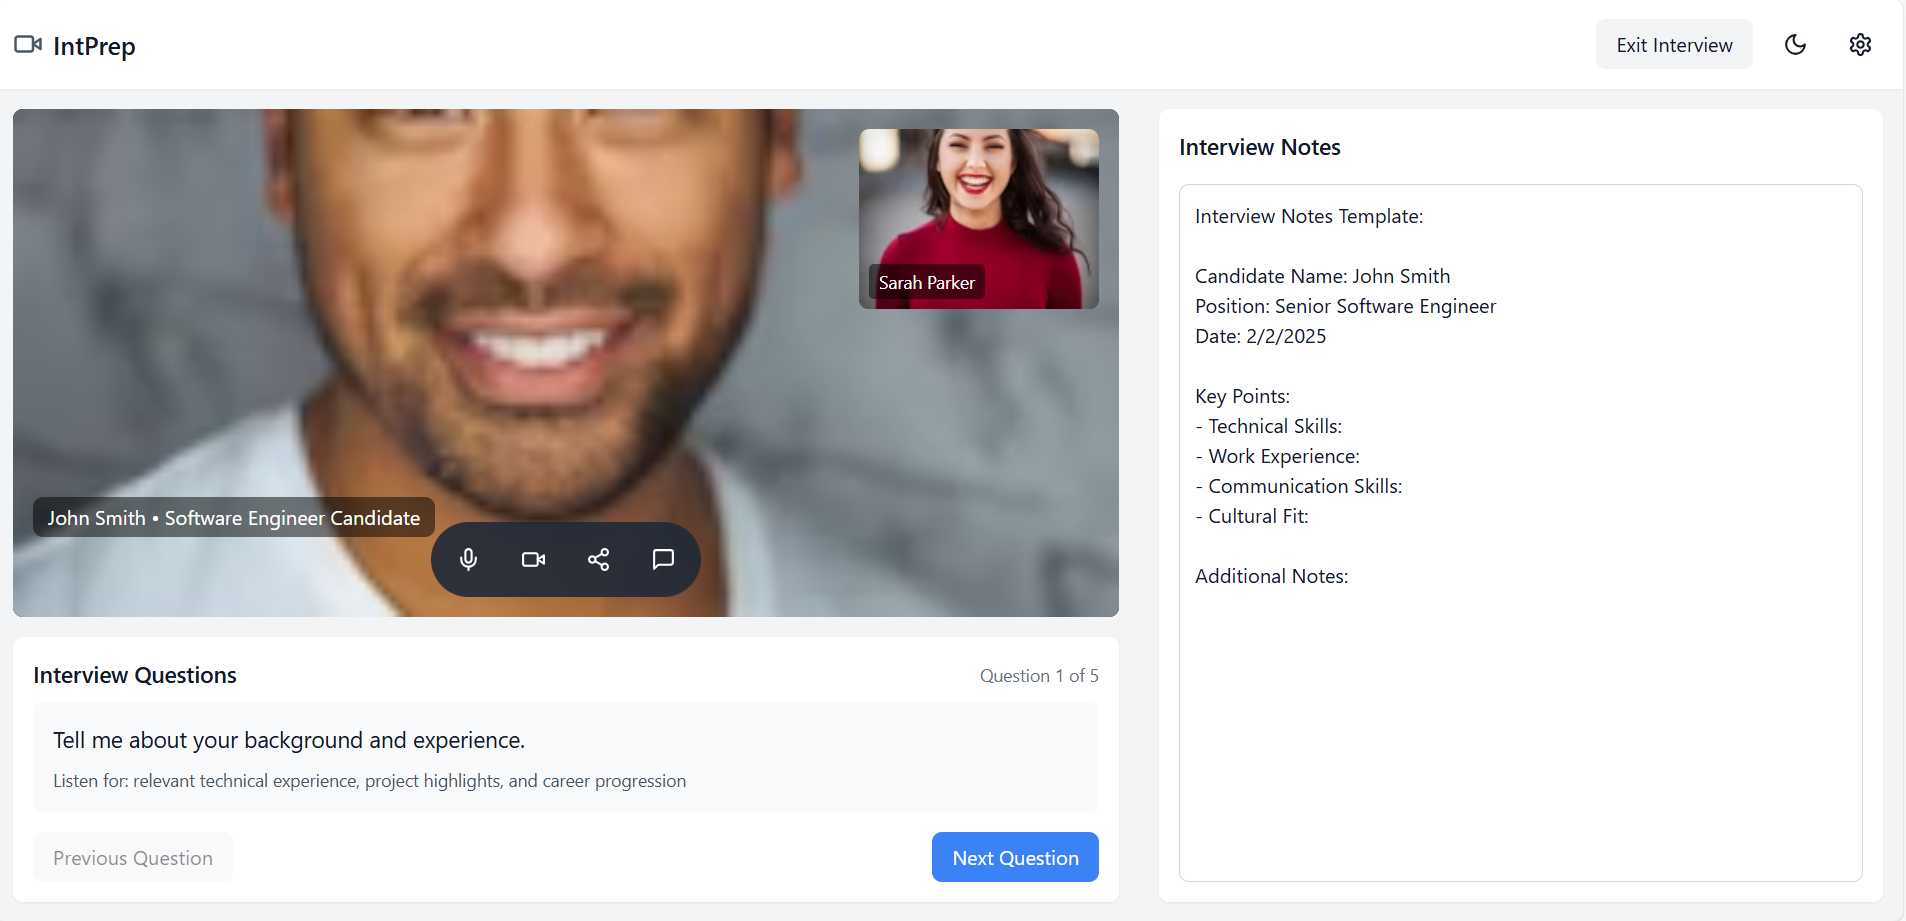 IntPrep
Exit Interview
Sarah Parker
John Smith • Software Engineer Candidate
Interview Questions
Question 1 of 5
Tell me about your background and experience.
Listen for: relevant technical experience, project highlights, and career progression
Previous Question
Next Question
Interview Notes
Interview Notes Template:
Candidate Name: John Smith
Position: Senior Software Engineer
Date: 2/2/2025
Key Points:
- Technical Skills:
- Work Experience:
- Communication Skills:
- Cultural Fit:
Additional Notes: